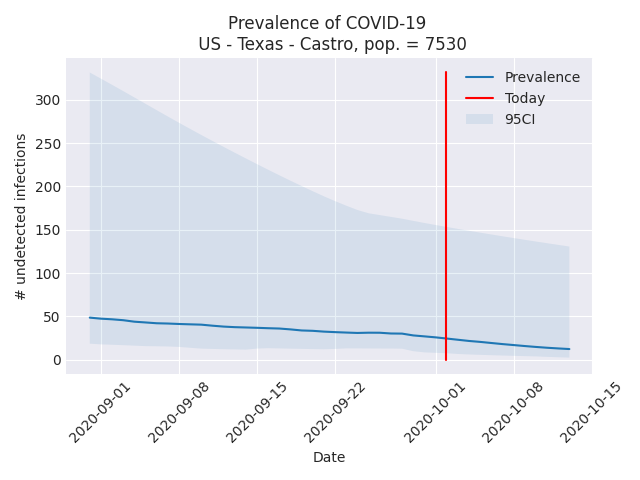 Prevalence of COVID-19
US - Texas - Castro, pop. = 7530
Prevalence
Today
95CI
# undetected infections
300
250
200
150
100
50
0
2020-09-01
2020-09-08
2020-09-15
2020-09-22
2020-10-01
2020-10-08
2020-10-15
Date